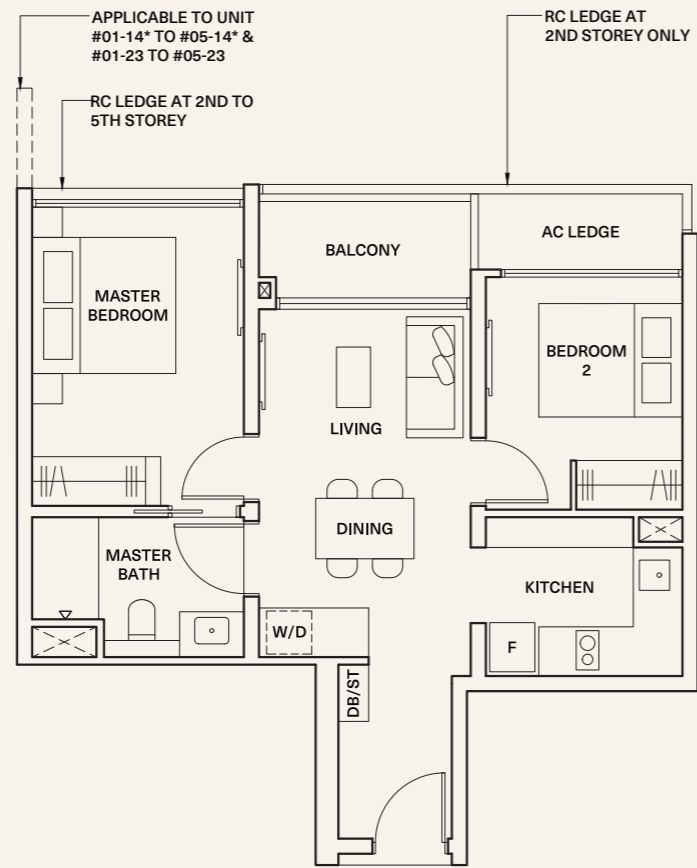 APPLICABLE TO UNIT
#01-14* TO #05-14* &
#01-23 TO #05-23
RC LEDGE AT
2ND STOREY ONLY
RC LEDGE AT 2ND TO
5TH STOREY
BALCONY
AC LEDGE
MASTER
BEDROOM
BEDROOM
2
LIVING
DINING
MASTER
BATH
KITCHEN
W/D
F
DB/ST